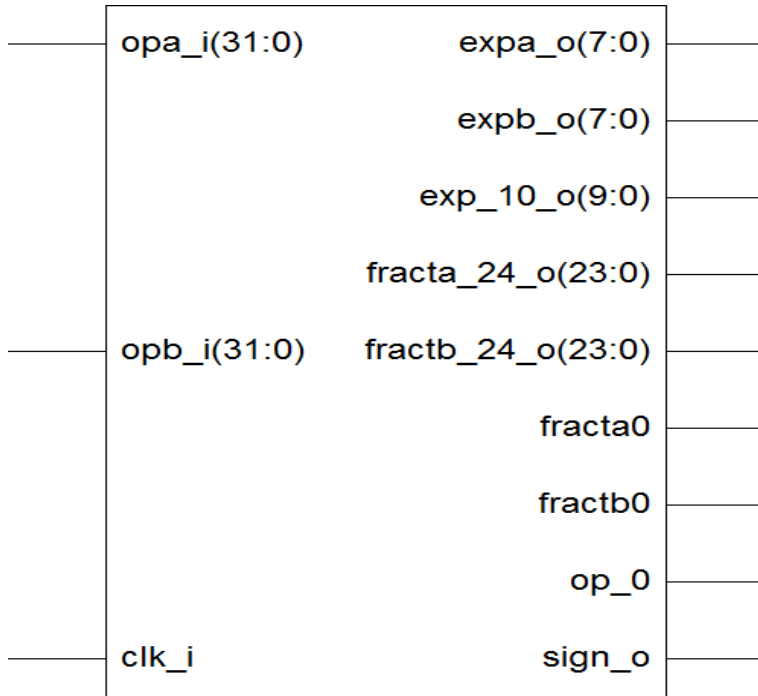 opa_i(31:0) expa_o(7:0)
expb_o(7:0)
exp_10_o(9:0)
fracta_24_o(23:0)
opb_i(31:0) fractb_24_o(23:0)
fracta0
fractb0
op_0
clk_i sign_o